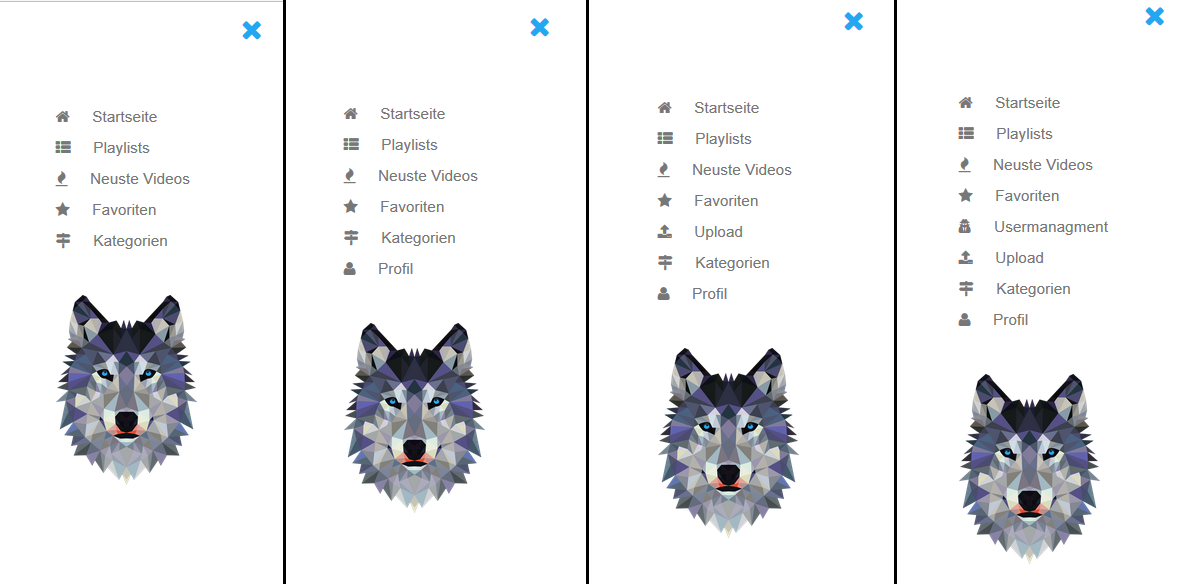 Startseite
Playlists
Neuste Videos
Favoriten
Kategorien
Startseite
Playlists
Neuste Videos
Favoriten
Kategorien
Profil
Startseite
Playlists
Neuste Videos
Favoriten
Upload
Kategorien
Profil
Startseite
Playlists
Neuste Videos
Favoriten
Usermanagment
Upload
Kategorien
Profil